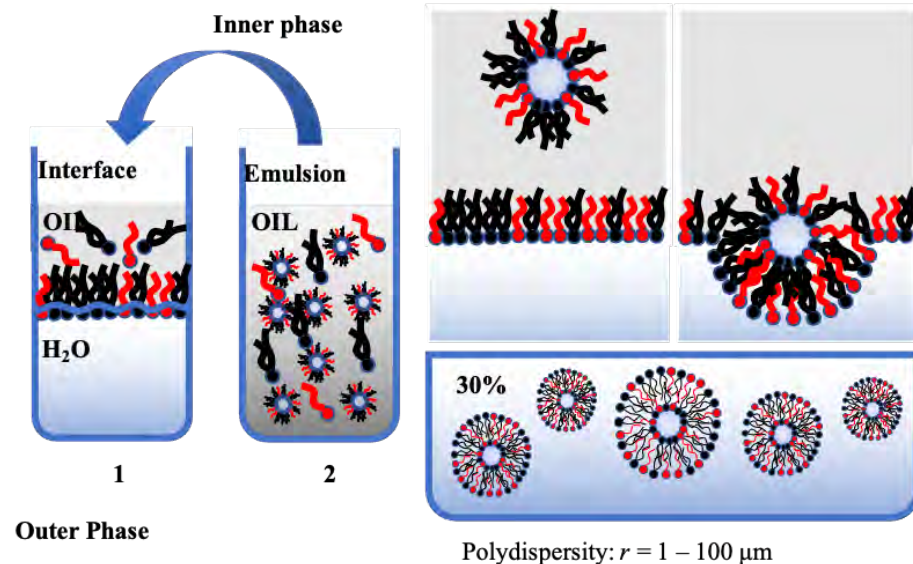 Inner phase
Interface
Emulsion
OIL
OIL
H₂O
1
2
Outer Phase
30%
Polydispersity: r = 1 – 100 μm